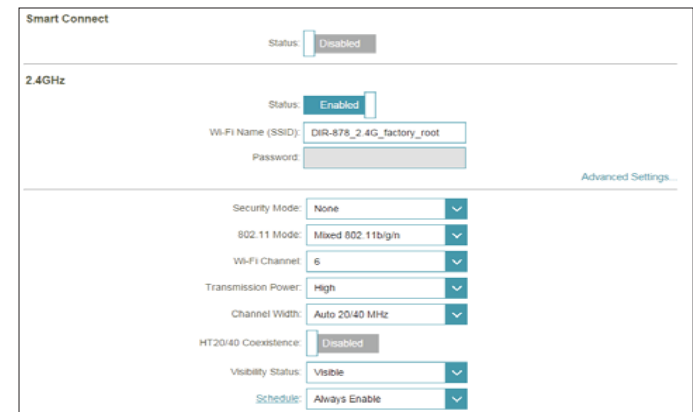 Smart Connect
Status: Disabled
2.4GHz
Status: Enabled
Wi-Fi Name (SSID): DIR-878_2.4G_factory_root
Password:
Advanced Settings...
Security Mode: None
802.11 Mode: Mixed 802.11b/g/n
Wi-Fi Channel: 6
Transmission Power: High
Channel Width: Auto 20/40 MHz
HT20/40 Coexistence: Disabled
Visibility Status: Visible
Schedule: Always Enable